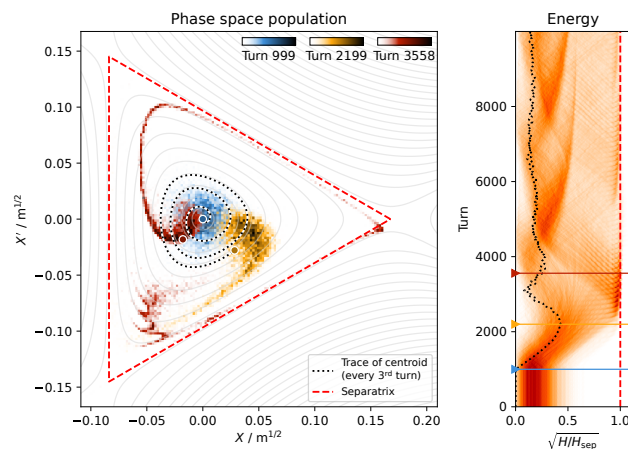 Phase space population
Turn 999 Turn 2199 Turn 3558
X′ / m^1/2
0.15
0.10
0.05
0.00
−0.05
−0.10
−0.15
Trace of centroid
(every 3rd turn)
Separatrix
−0.10 −0.05 0.00 0.05 0.10 0.15 0.20
X / m^1/2
Energy
Turn
8000
6000
4000
2000
0
0.0 0.5 1.0
√H/H_sep